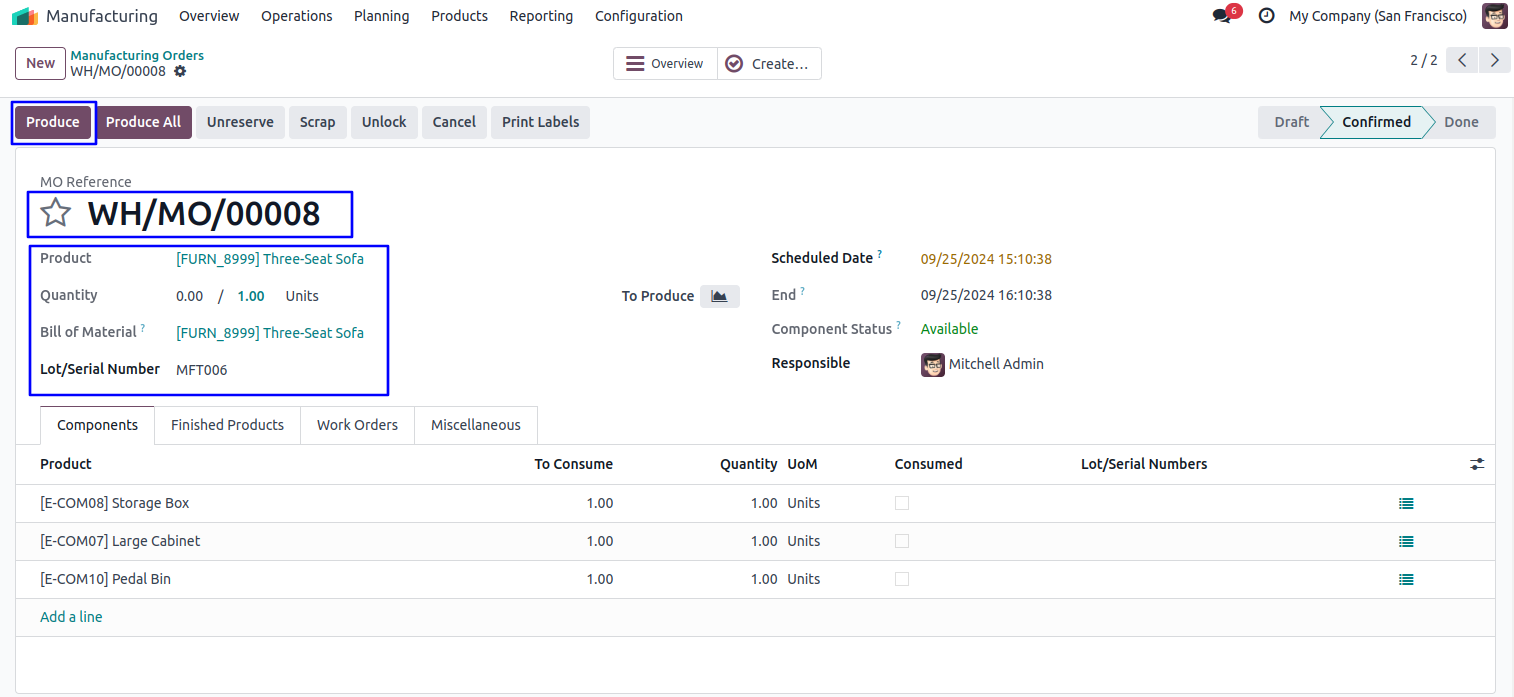 Manufacturing Overview Operations Planning Products Reporting Configuration 6 My Company (San Francisco)
New Manufacturing Orders
WH/MO/00008
Overview Create... 2 / 2
Produce Produce All Unreserve Scrap Unlock Cancel Print Labels Draft Confirmed Done
MO Reference
WH/MO/00008
Product [FURN_8999] Three-Seat Sofa
Quantity 0.00 / 1.00 Units To Produce
Bill of Material ? [FURN_8999] Three-Seat Sofa
Lot/Serial Number MFT006
Scheduled Date ? 09/25/2024 15:10:38
End ? 09/25/2024 16:10:38
Component Status ? Available
Responsible Mitchell Admin
Components Finished Products Work Orders Miscellaneous
Product To Consume Quantity UoM Consumed Lot/Serial Numbers
[E-COM08] Storage Box 1.00 1.00 Units
[E-COM07] Large Cabinet 1.00 1.00 Units
[E-COM10] Pedal Bin 1.00 1.00 Units
Add a line